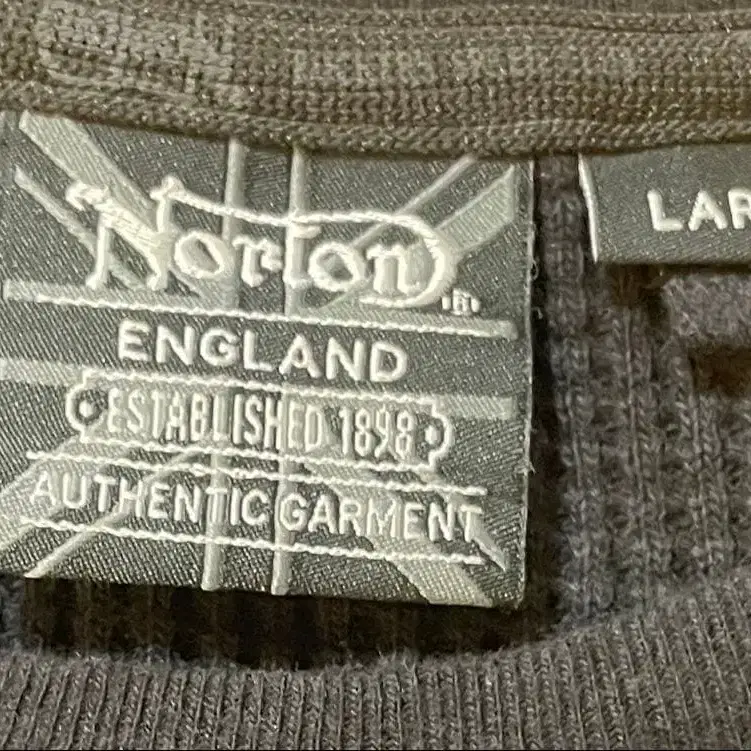 Norton®
ENGLAND
ESTABLISHED 1898
AUTHENTIC GARMENT
LAR